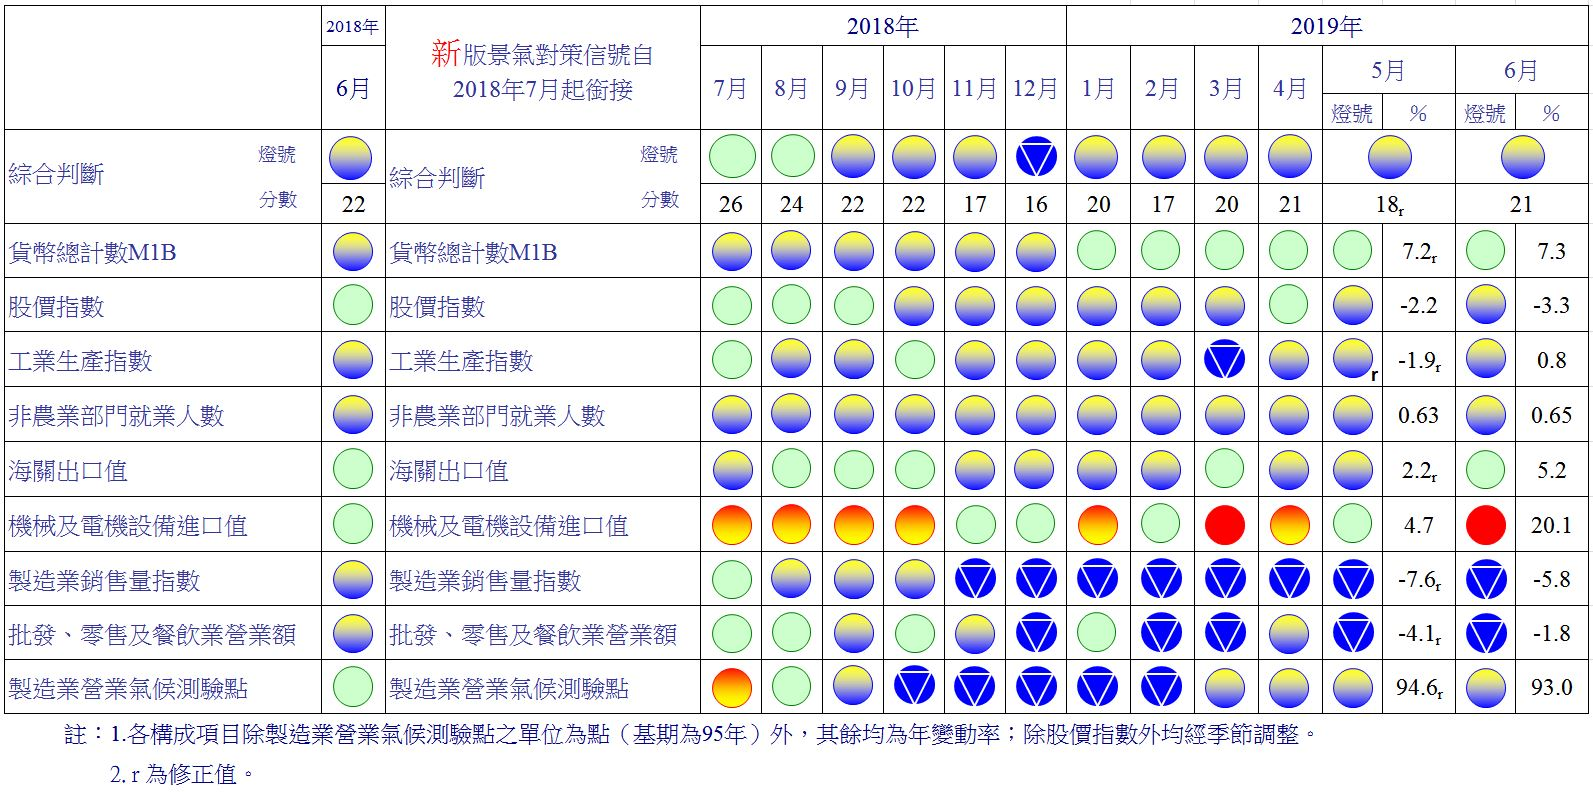 2018年 2018年 2019年
新版景氣對策信號自
2018年7月起銜接
6月 7月 8月 9月 10月 11月 12月 1月 2月 3月 4月 5月 6月
燈號 % 燈號 %
綜合判斷 燈號 綜合判斷 燈號
分數 22 分數 26 24 22 22 17 16 20 17 20 21 18r 21
貨幣總計數M1B 貨幣總計數M1B 7.2r 7.3
股價指數 股價指數 -2.2 -3.3
工業生產指數 工業生產指數 r -1.9r 0.8
非農業部門就業人數 非農業部門就業人數 0.63 0.65
海關出口值 海關出口值 2.2r 5.2
機械及電機設備進口值 機械及電機設備進口值 4.7 20.1
製造業銷售量指數 製造業銷售量指數 -7.6r -5.8
批發、零售及餐飲業營業額 批發、零售及餐飲業營業額 -4.1r -1.8
製造業營業氣候測驗點 製造業營業氣候測驗點 94.6r 93.0
註：1.各構成項目除製造業營業氣候測驗點之單位為點（基期為95年）外，其餘均為年變動率；除股價指數外均經季節調整。
2. r 為修正值。